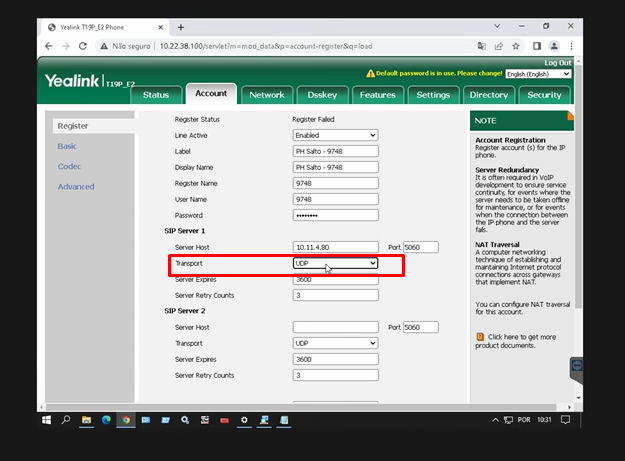 Yealink T19P_E2 Phone
Não seguro | 10.22.38.100/servlet?m=mod_data&p=account-register&q=load
Log Out
Yealink | T19P_E2
Default password is in use. Please change!
English (English)
Status
Account
Network
Dsskey
Features
Settings
Directory
Security
Register
Basic
Codec
Advanced
Register Status Register Failed
Line Active Enabled
Label PH Salto - 9748
Display Name PH Salto - 9748
Register Name 9748
User Name 9748
Password ••••••••
SIP Server 1
Server Host 10.11.4.80 Port 5060
Transport UDP
Server Expires 3600
Server Retry Counts 3
SIP Server 2
Server Host Port 5060
Transport UDP
Server Expires 3600
Server Retry Counts 3
NOTE
Account Registration
Register account (s) for the IP
phone.
Server Redundancy
It is often required in VoIP
development to ensure service
continuity, for events where the
server needs to be taken offline
for maintenance, or for events
when the connection between
the IP phone and the server
fails.
NAT Traversal
A computer networking
technique of establishing and
maintaining Internet protocol
connections across gateways
that implement NAT.
You can configure NAT traversal
for this account.
Click here to get more
product documents.
POR 10:31